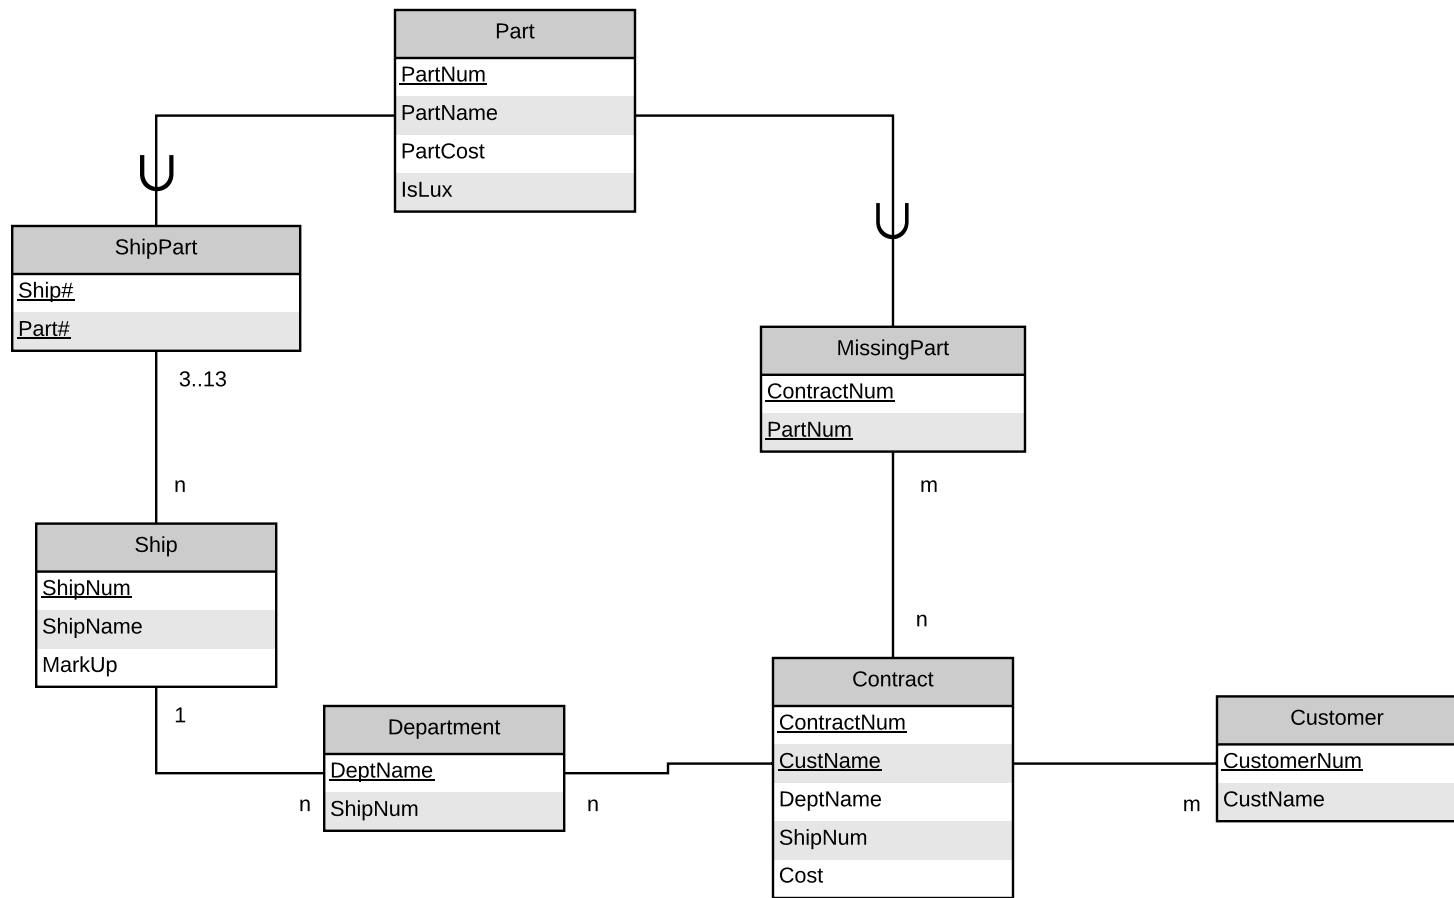 Part
PartNum
PartName
PartCost
IsLux
ShipPart
Ship#
Part#
3..13
n
MissingPart
ContractNum
PartNum
m
n
Ship
ShipNum
ShipName
MarkUp
1
n
Department
DeptName
ShipNum
n
Contract
ContractNum
CustName
DeptName
ShipNum
Cost
m
Customer
CustomerNum
CustName